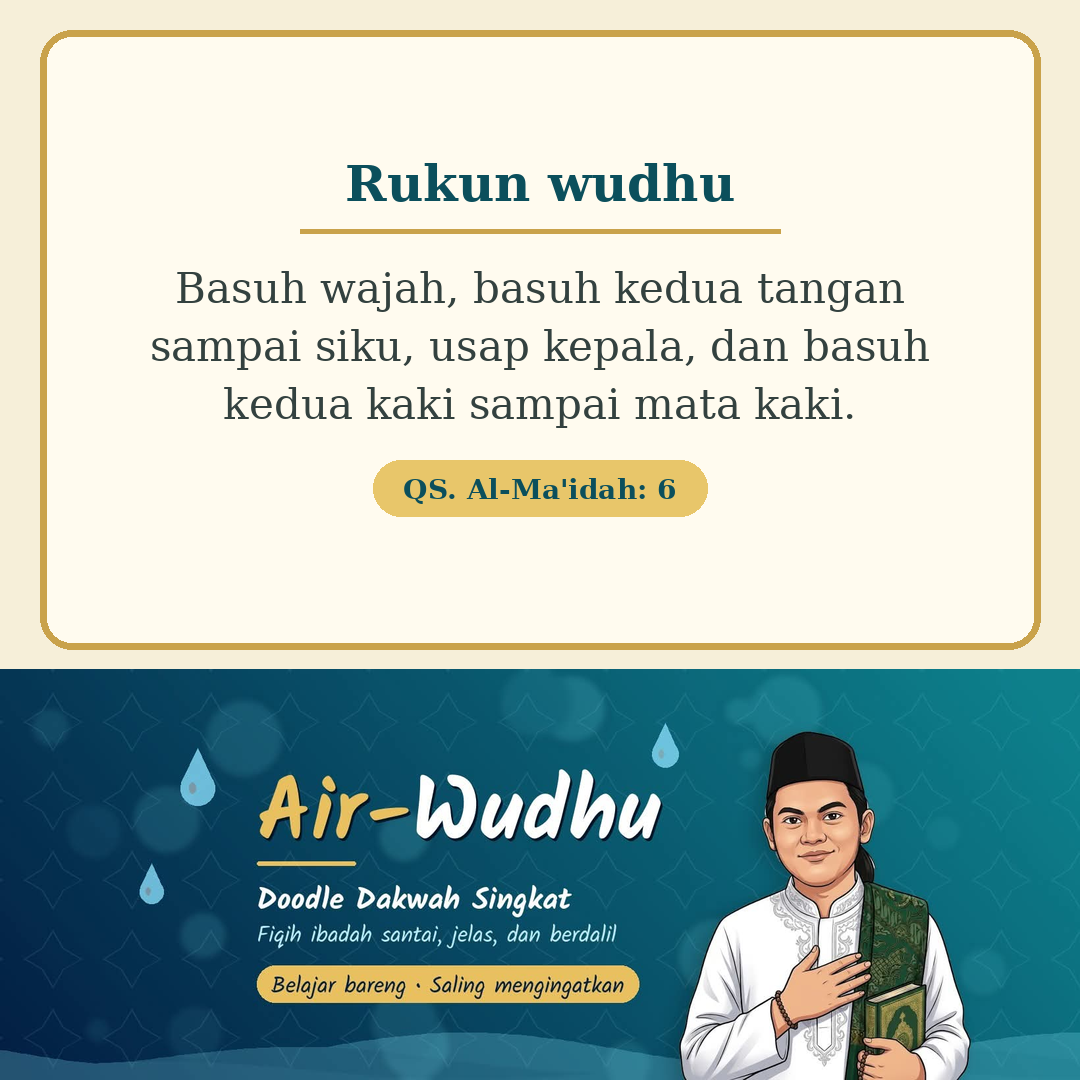 Rukun wudhu
Basuh wajah, basuh kedua tangan
sampai siku, usap kepala, dan basuh
kedua kaki sampai mata kaki.
QS. Al-Ma'idah: 6
Air-Wudhu
Doodle Dakwah Singkat
Fiqih ibadah santai, jelas, dan berdalil
Belajar bareng · Saling mengingatkan